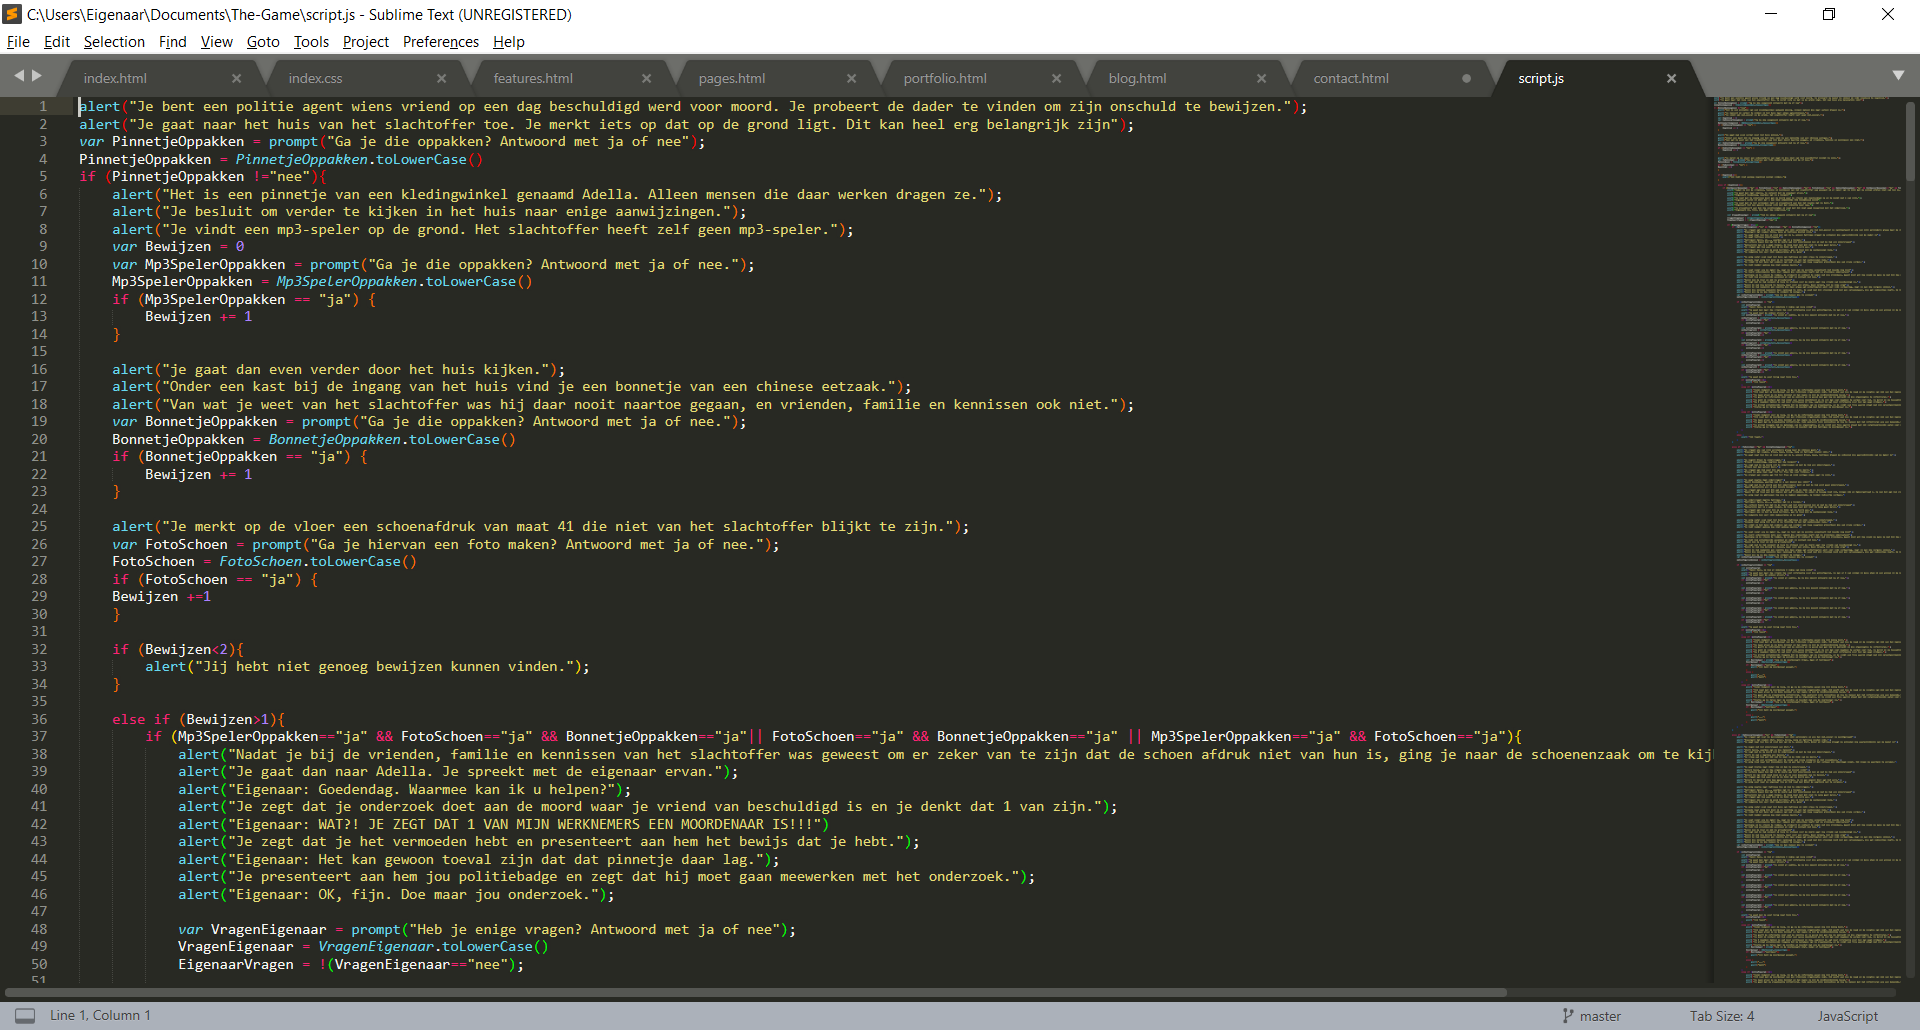 C:\Users\Eigenaar\Documents\The-Game\script.js - Sublime Text (UNREGISTERED)
File Edit Selection Find View Goto Tools Project Preferences Help
index.html index.css features.html pages.html portfolio.html blog.html contact.html script.js
1 alert("Je bent een politie agent wiens vriend op een dag beschuldigd werd voor moord. Je probeert de dader te vinden om zijn onschuld te bewijzen.");
2 alert("Je gaat naar het huis van het slachtoffer toe. Je merkt iets op dat op de grond ligt. Dit kan heel erg belangrijk zijn");
3 var PinnetjeOppakken = prompt("Ga je die oppakken? Antwoord met ja of nee");
4 PinnetjeOppakken = PinnetjeOppakken.toLowerCase()
5 if (PinnetjeOppakken !="nee"){
6 alert("Het is een pinnetje van een kledingwinkel genaamd Adella. Alleen mensen die daar werken dragen ze.");
7 alert("Je besluit om verder te kijken in het huis naar enige aanwijzingen.");
8 alert("Je vindt een mp3-speler op de grond. Het slachtoffer heeft zelf geen mp3-speler.");
9 var Bewijzen = 0
10 var Mp3SpelerOppakken = prompt("Ga je die oppakken? Antwoord met ja of nee.");
11 Mp3SpelerOppakken = Mp3SpelerOppakken.toLowerCase()
12 if (Mp3SpelerOppakken == "ja") {
13 Bewijzen += 1
14 }
15
16 alert("je gaat dan even verder door het huis kijken.");
17 alert("Onder een kast bij de ingang van het huis vind je een bonnetje van een chinese eetzaak.");
18 alert("Van wat je weet van het slachtoffer was hij daar nooit naartoe gegaan, en vrienden, familie en kennissen ook niet.");
19 var BonnetjeOppakken = prompt("Ga je die oppakken? Antwoord met ja of nee.");
20 BonnetjeOppakken = BonnetjeOppakken.toLowerCase()
21 if (BonnetjeOppakken == "ja") {
22 Bewijzen += 1
23 }
24
25 alert("Je merkt op de vloer een schoenafdruk van maat 41 die niet van het slachtoffer blijkt te zijn.");
26 var FotoSchoen = prompt("Ga je hiervan een foto maken? Antwoord met ja of nee.");
27 FotoSchoen = FotoSchoen.toLowerCase()
28 if (FotoSchoen == "ja") {
29 Bewijzen +=1
30 }
31
32 if (Bewijzen<2){
33 alert("Jij hebt niet genoeg bewijzen kunnen vinden.");
34 }
35
36 else if (Bewijzen>1){
37 if (Mp3SpelerOppakken=="ja" && FotoSchoen=="ja" && BonnetjeOppakken=="ja"|| FotoSchoen=="ja" && BonnetjeOppakken=="ja" || Mp3SpelerOppakken=="ja" && FotoSchoen=="ja"){
38 alert("Nadat je bij de vrienden, familie en kennissen van het slachtoffer was geweest om er zeker van te zijn dat de schoen afdruk niet van hun is, ging je naar de schoenenzaak om te kij
39 alert("Je gaat dan naar Adella. Je spreekt met de eigenaar ervan.");
40 alert("Eigenaar: Goedendag. Waarmee kan ik u helpen?");
41 alert("Je zegt dat je onderzoek doet aan de moord waar je vriend van beschuldigd is en je denkt dat 1 van zijn.");
42 alert("Eigenaar: WAT?! JE ZEGT DAT 1 VAN MIJN WERKNEMERS EEN MOORDENAAR IS!!!")
43 alert("Je zegt dat je het vermoeden hebt en presenteert aan hem het bewijs dat je hebt.");
44 alert("Eigenaar: Het kan gewoon toeval zijn dat dat pinnetje daar lag.");
45 alert("Je presenteert aan hem jou politiebadge en zegt dat hij moet gaan meewerken met het onderzoek.");
46 alert("Eigenaar: OK, fijn. Doe maar jou onderzoek.");
47
48 var VragenEigenaar = prompt("Heb je enige vragen? Antwoord met ja of nee");
49 VragenEigenaar = VragenEigenaar.toLowerCase()
50 EigenaarVragen = !(VragenEigenaar=="nee");
51
Line 1, Column 1 master Tab Size: 4 JavaScript